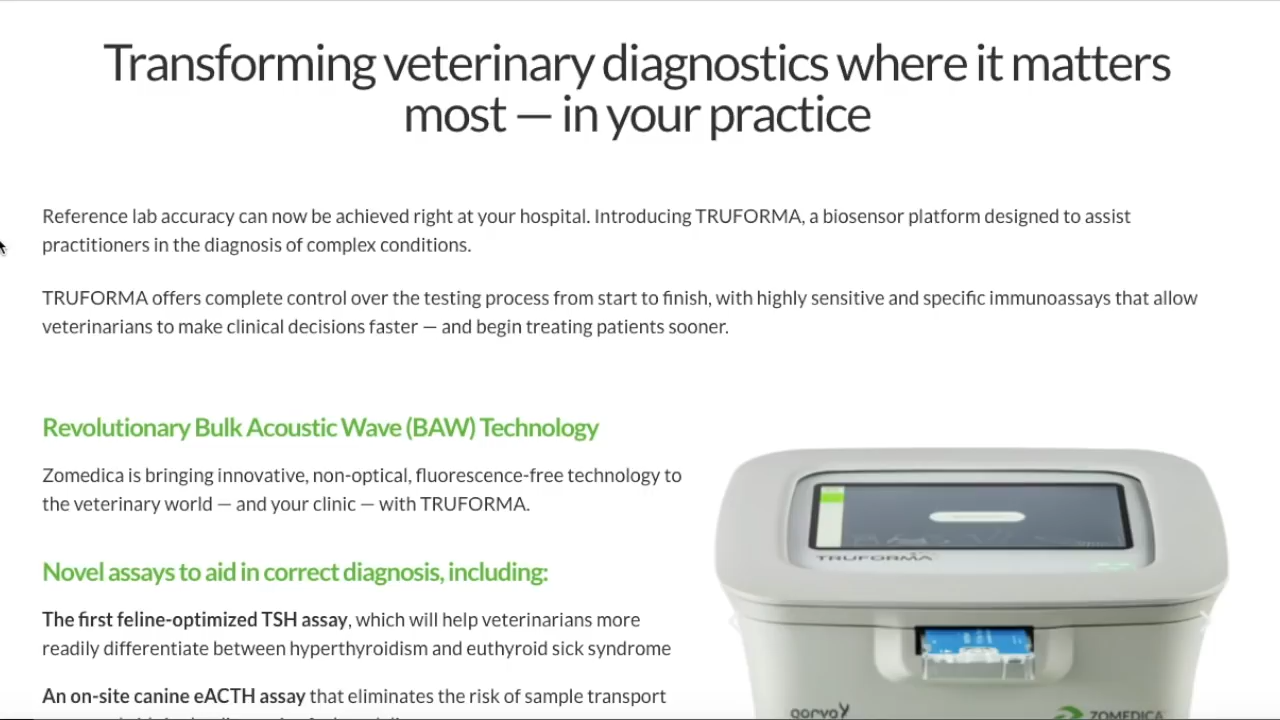 Transforming veterinary diagnostics where it matters
most — in your practice
Reference lab accuracy can now be achieved right at your hospital. Introducing TRUFORMA, a biosensor platform designed to assist
practitioners in the diagnosis of complex conditions.
TRUFORMA offers complete control over the testing process from start to finish, with highly sensitive and specific immunoassays that allow
veterinarians to make clinical decisions faster — and begin treating patients sooner.
Revolutionary Bulk Acoustic Wave (BAW) Technology
Zomedica is bringing innovative, non-optical, fluorescence-free technology to
the veterinary world — and your clinic — with TRUFORMA.
Novel assays to aid in correct diagnosis, including:
The first feline-optimized TSH assay, which will help veterinarians more
readily differentiate between hyperthyroidism and euthyroid sick syndrome
An on-site canine eACTH assay that eliminates the risk of sample transport
TRUFORMA
ZOMEDICA